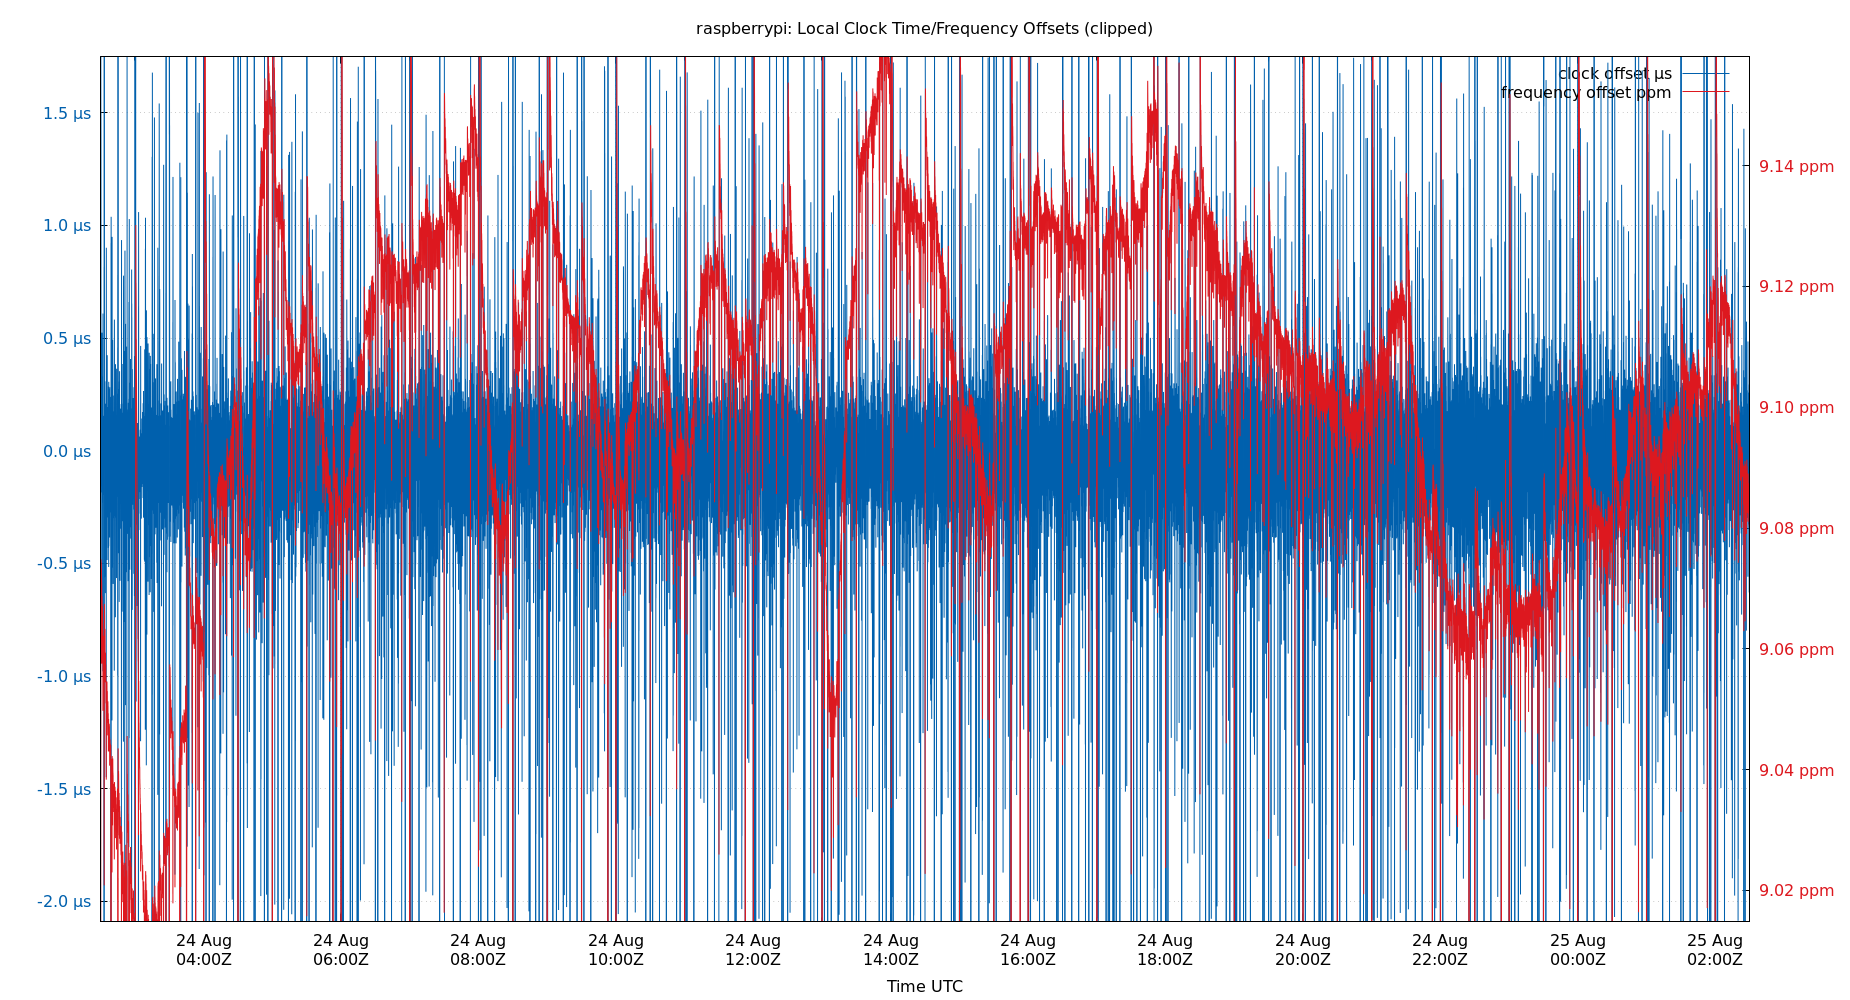 raspberrypi: Local Clock Time/Frequency Offsets (clipped)
clock offset µs
frequency offset ppm
1.5 µs
1.0 µs
0.5 µs
0.0 µs
-0.5 µs
-1.0 µs
-1.5 µs
-2.0 µs
9.14 ppm
9.12 ppm
9.10 ppm
9.08 ppm
9.06 ppm
9.04 ppm
9.02 ppm
24 Aug 24 Aug 24 Aug 24 Aug 24 Aug 24 Aug 24 Aug 24 Aug 24 Aug 24 Aug 25 Aug 25 Aug
04:00Z 06:00Z 08:00Z 10:00Z 12:00Z 14:00Z 16:00Z 18:00Z 20:00Z 22:00Z 00:00Z 02:00Z
Time UTC